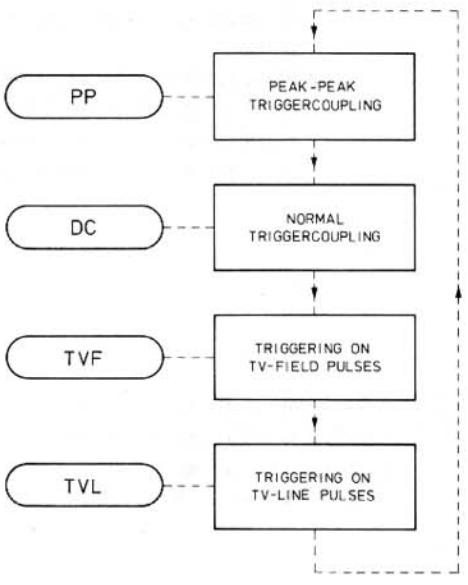 PP
PEAK-PEAK
TRIGGERCOUPLING
DC
NORMAL
TRIGGERCOUPLING
TVF
TRIGGERING ON
TV-FIELD PULSES
TVL
TRIGGERING ON
TV-LINE PULSES